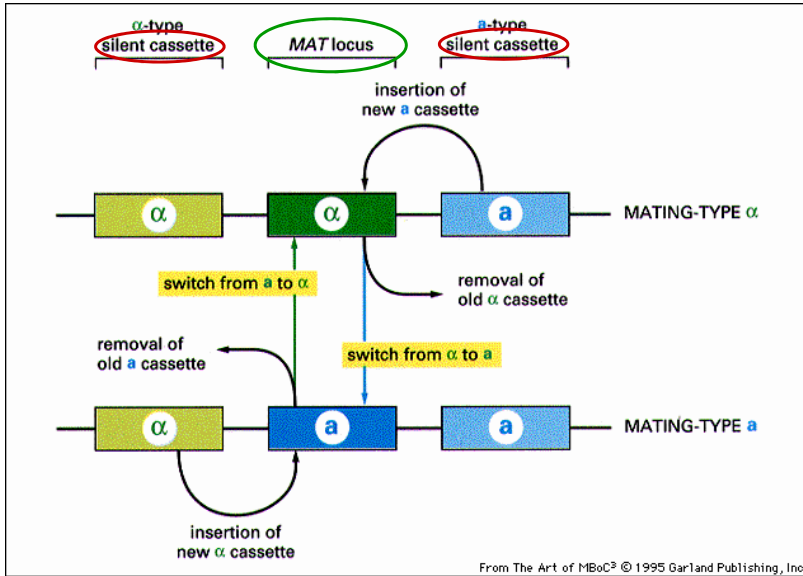 α-type
silent cassette
MAT locus
a-type
silent cassette
insertion of
new a cassette
α
α
a
MATING-TYPE α
switch from a to α
removal of
old α cassette
removal of
old a cassette
switch from α to a
α
a
a
MATING-TYPE a
insertion of
new α cassette
From The Art of MBoC³ © 1995 Garland Publishing, Inc